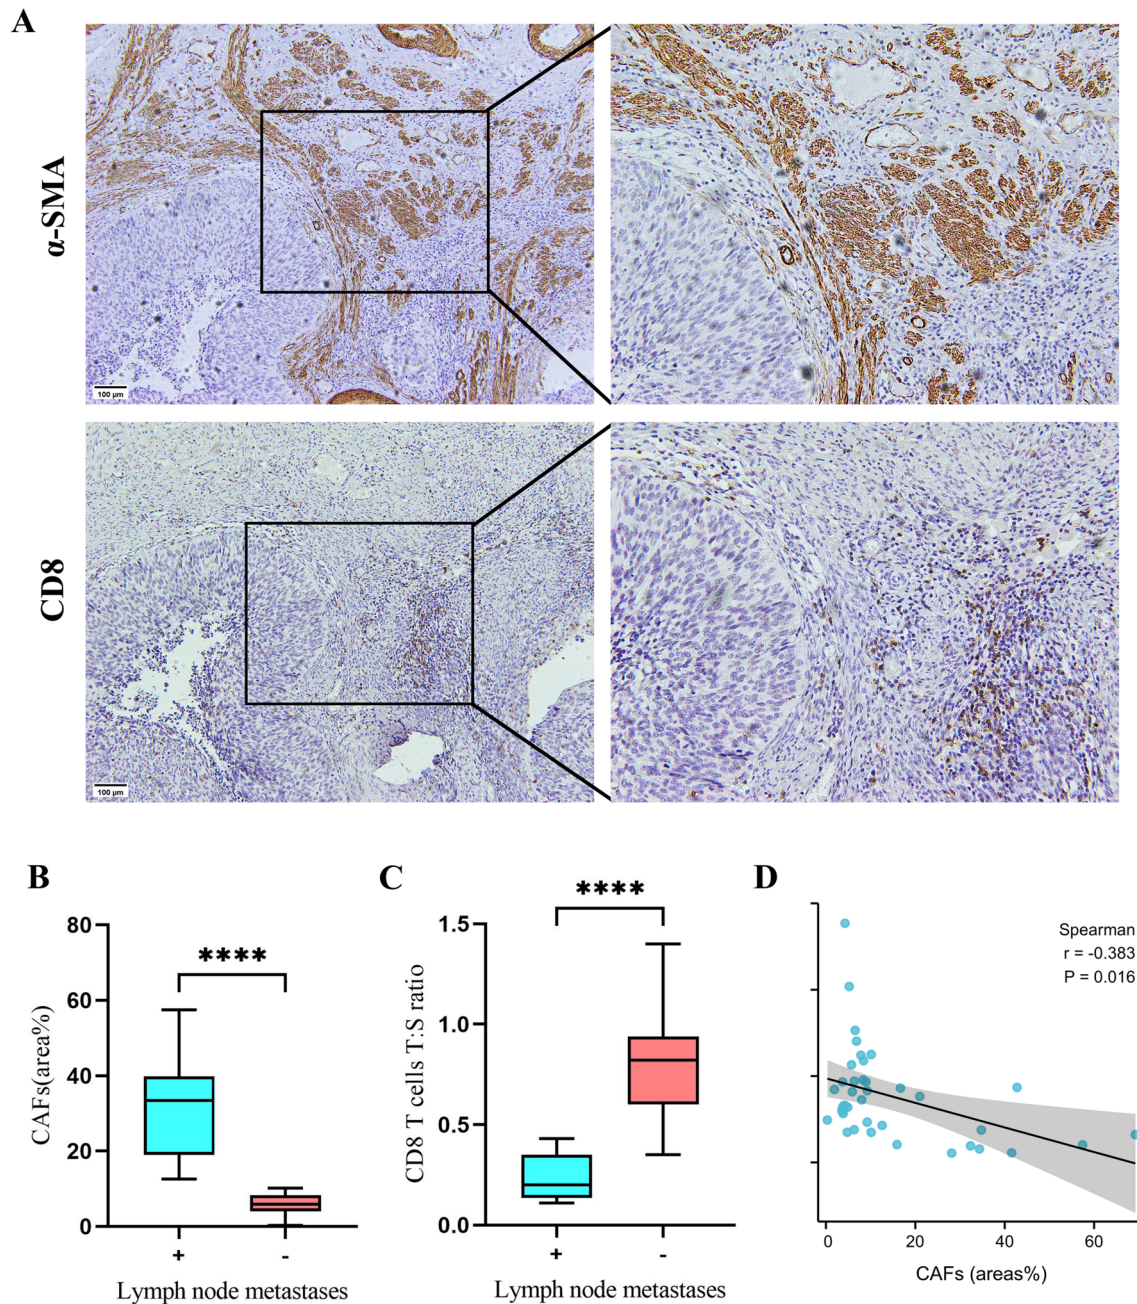 A
α-SMA
100 μm
CD8
100 μm
B
80
60
40
20
0
CAFs(area%)
****
+
-
Lymph node metastases
C
1.5
1.0
0.5
0.0
CD8 T cells T:S ratio
****
+
-
Lymph node metastases
D
Spearman
r = -0.383
P = 0.016
0
20
40
60
CAFs (areas%)